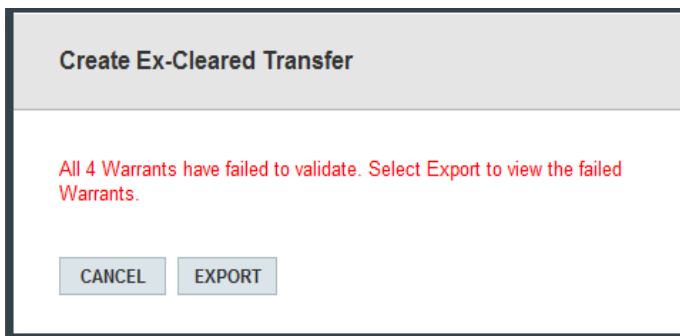 Create Ex-Cleared Transfer
All 4 Warrants have failed to validate. Select Export to view the failed
Warrants.
CANCEL EXPORT